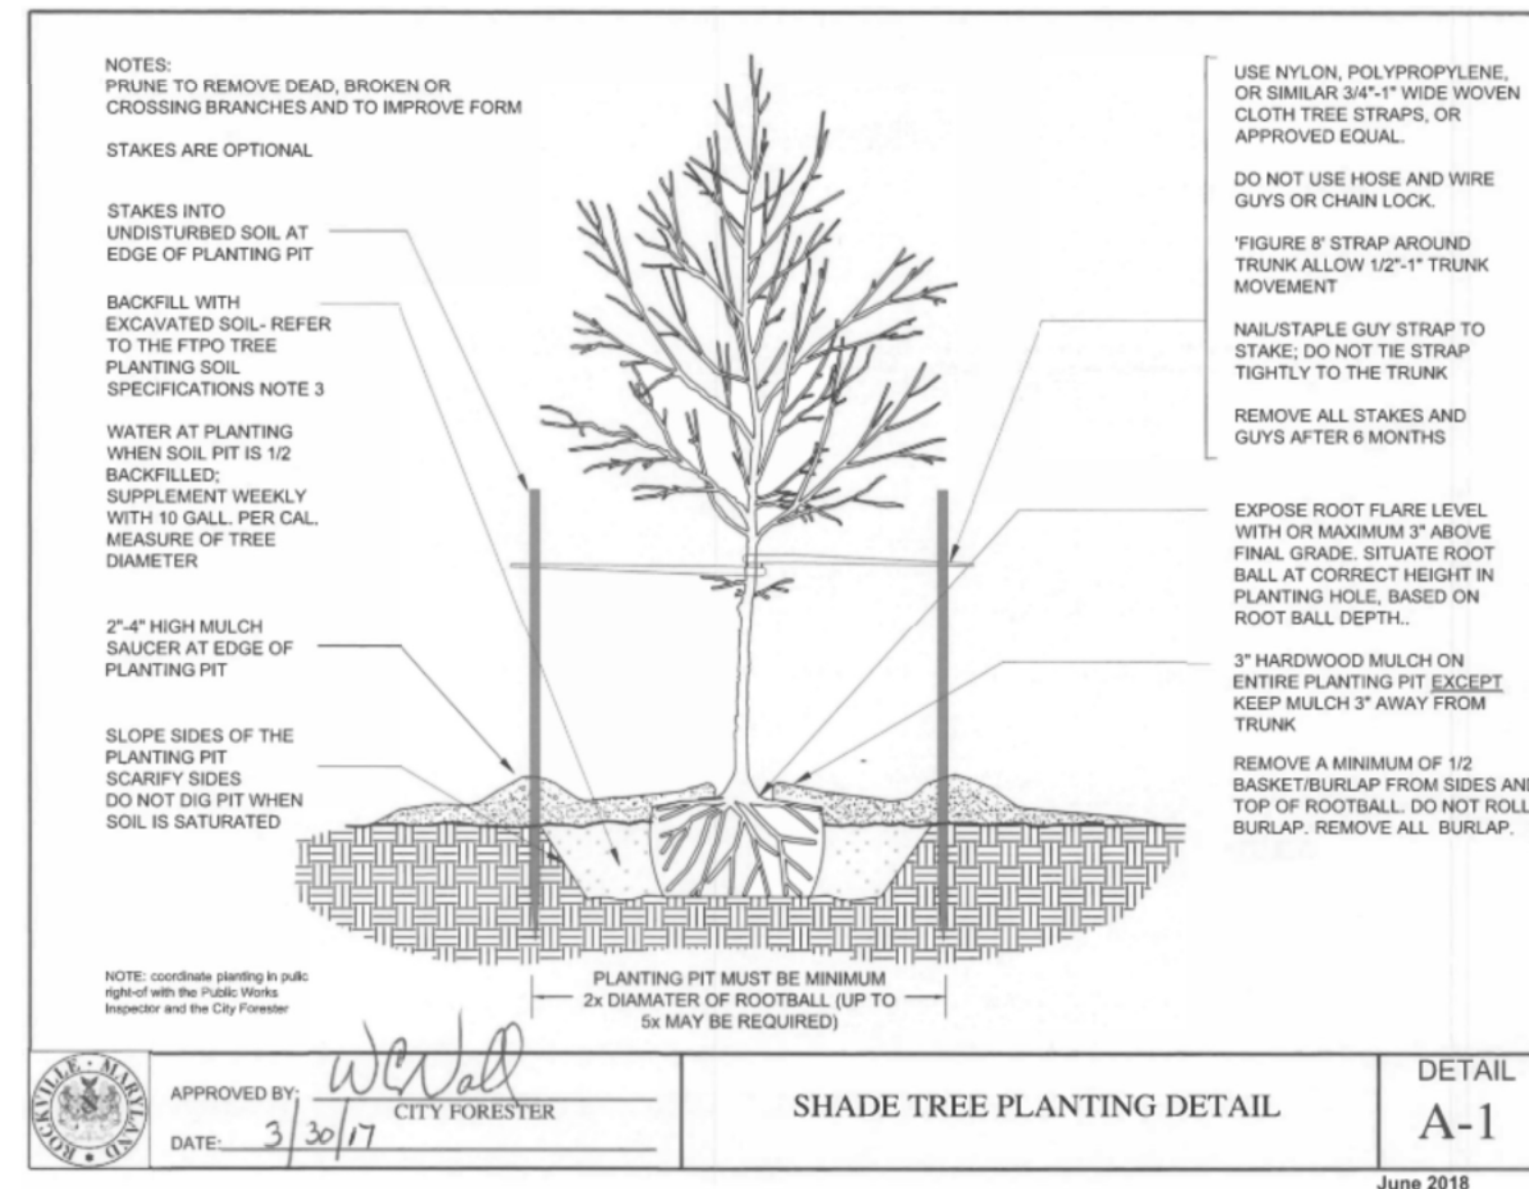 NOTES:
PRUNE TO REMOVE DEAD, BROKEN OR
CROSSING BRANCHES AND TO IMPROVE FORM
STAKES ARE OPTIONAL
STAKES INTO
UNDISTURBED SOIL AT
EDGE OF PLANTING PIT
BACKFILL WITH
EXCAVATED SOIL- REFER
TO THE FTPO TREE
PLANTING SOIL
SPECIFICATIONS NOTE 3
WATER AT PLANTING
WHEN SOIL PIT IS 1/2
BACKFILLED;
SUPPLEMENT WEEKLY
WITH 10 GALL. PER CAL.
MEASURE OF TREE
DIAMETER
2"-4" HIGH MULCH
SAUCER AT EDGE OF
PLANTING PIT
SLOPE SIDES OF THE
PLANTING PIT
SCARIFY SIDES
DO NOT DIG PIT WHEN
SOIL IS SATURATED
NOTE: coordinate planting in pulic
right-of with the Public Works
Inspector and the City Forester
USE NYLON, POLYPROPYLENE,
OR SIMILAR 3/4"-1" WIDE WOVEN
CLOTH TREE STRAPS, OR
APPROVED EQUAL.
DO NOT USE HOSE AND WIRE
GUYS OR CHAIN LOCK.
'FIGURE 8' STRAP AROUND
TRUNK ALLOW 1/2"-1" TRUNK
MOVEMENT
NAIL/STAPLE GUY STRAP TO
STAKE; DO NOT TIE STRAP
TIGHTLY TO THE TRUNK
REMOVE ALL STAKES AND
GUYS AFTER 6 MONTHS
EXPOSE ROOT FLARE LEVEL
WITH OR MAXIMUM 3" ABOVE
FINAL GRADE. SITUATE ROOT
BALL AT CORRECT HEIGHT IN
PLANTING HOLE, BASED ON
ROOT BALL DEPTH..
3" HARDWOOD MULCH ON
ENTIRE PLANTING PIT EXCEPT
KEEP MULCH 3" AWAY FROM
TRUNK
REMOVE A MINIMUM OF 1/2
BASKET/BURLAP FROM SIDES AND
TOP OF ROOTBALL. DO NOT ROLL
BURLAP. REMOVE ALL BURLAP.
PLANTING PIT MUST BE MINIMUM
2x DIAMATER OF ROOTBALL (UP TO
5x MAY BE REQUIRED)
ROCKVILLE MARYLAND
APPROVED BY:
CITY FORESTER
DATE: 3/30/17
SHADE TREE PLANTING DETAIL
DETAIL
A-1
June 2018